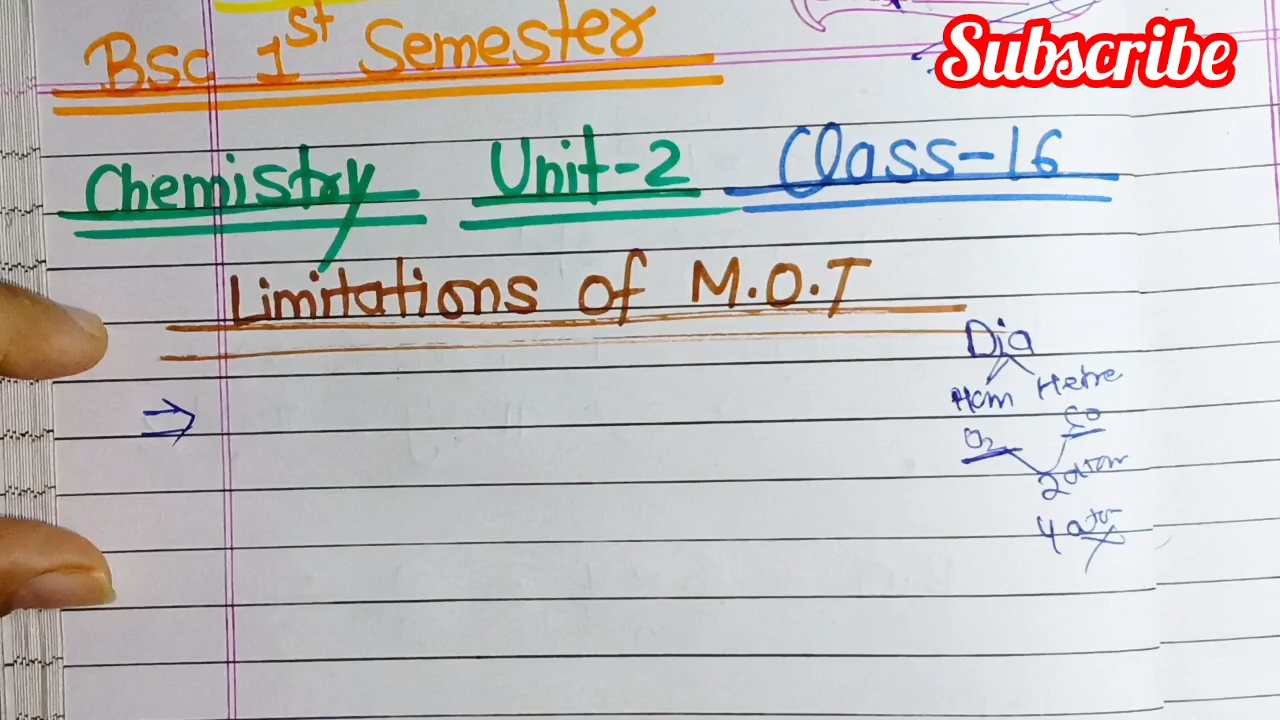 Subscribe
Bsc 1st Semester
Chemistry Unit-2 Class-16
Limitations of M.O.T
Dia
Hom Hetre
O2 CO
2 atom
4 atom
⇒